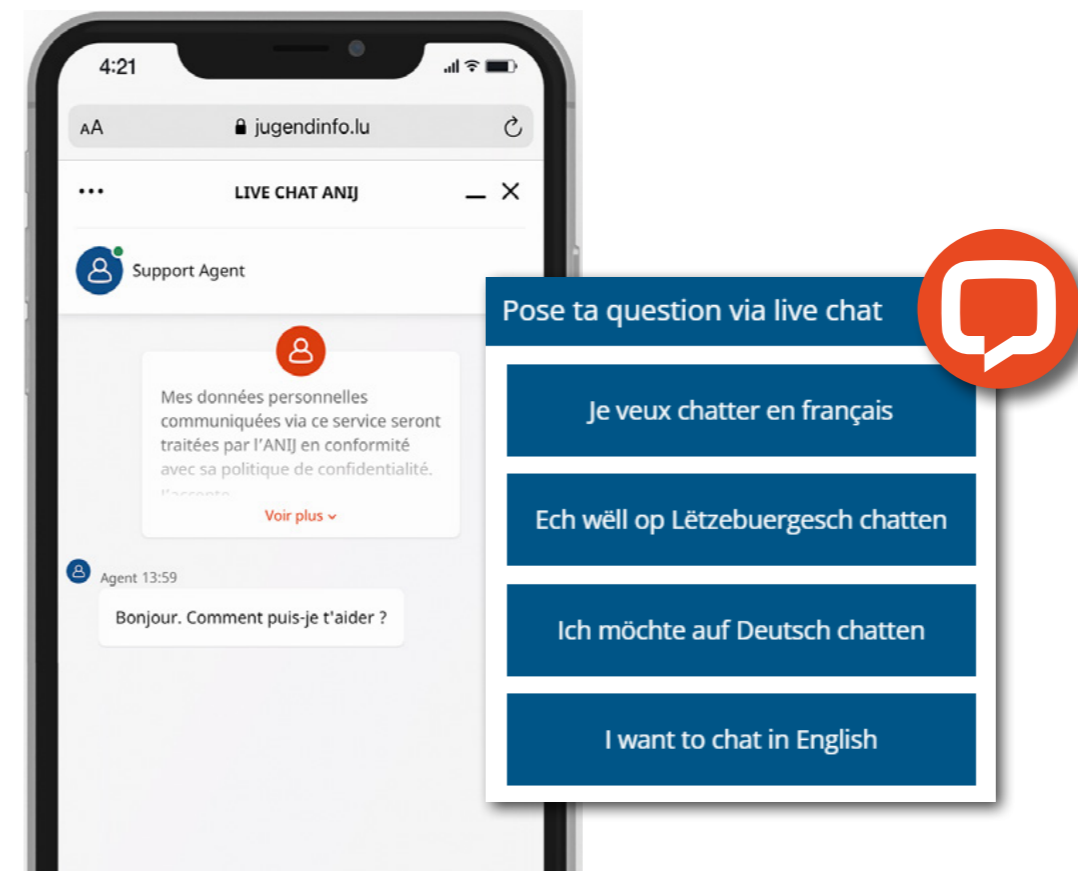 4:21
AA
jugendinfo.lu
LIVE CHAT ANIJ
Support Agent
Mes données personnelles
communiquées via ce service seront
traitées par l'ANIJ en conformité
avec sa politique de confidentialité.
J'accepte
Voir plus
Agent 13:59
Bonjour. Comment puis-je t'aider ?
Pose ta question via live chat
Je veux chatter en français
Ech wëll op Lëtzebuergesch chatten
Ich möchte auf Deutsch chatten
I want to chat in English